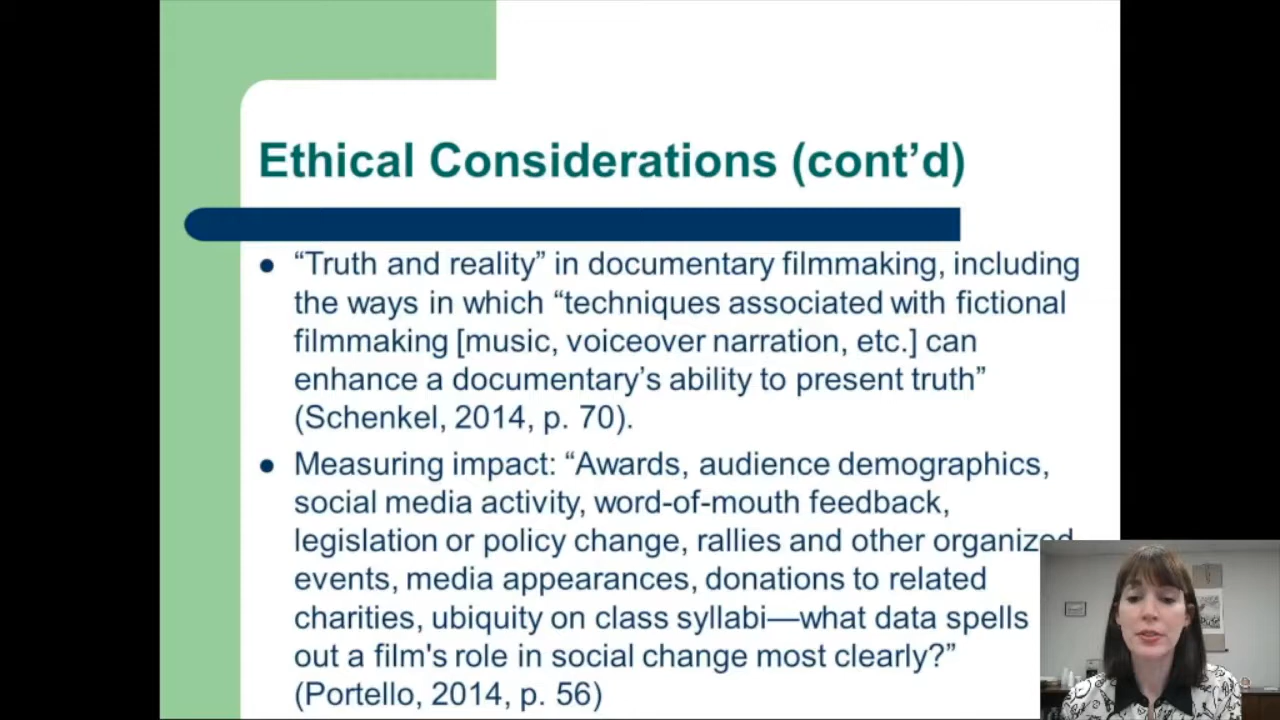 Ethical Considerations (cont’d)
● “Truth and reality” in documentary filmmaking, including
the ways in which “techniques associated with fictional
filmmaking [music, voiceover narration, etc.] can
enhance a documentary’s ability to present truth”
(Schenkel, 2014, p. 70).
● Measuring impact: “Awards, audience demographics,
social media activity, word-of-mouth feedback,
legislation or policy change, rallies and other organized
events, media appearances, donations to related
charities, ubiquity on class syllabi—what data spells
out a film's role in social change most clearly?”
(Portello, 2014, p. 56)